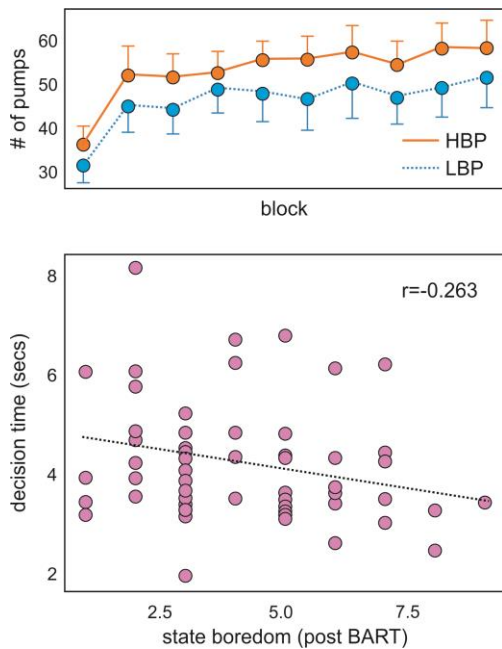 60
50
40
30
# of pumps
HBP
LBP
block
8
6
4
2
decision time (secs)
r=-0.263
2.5 5.0 7.5
state boredom (post BART)